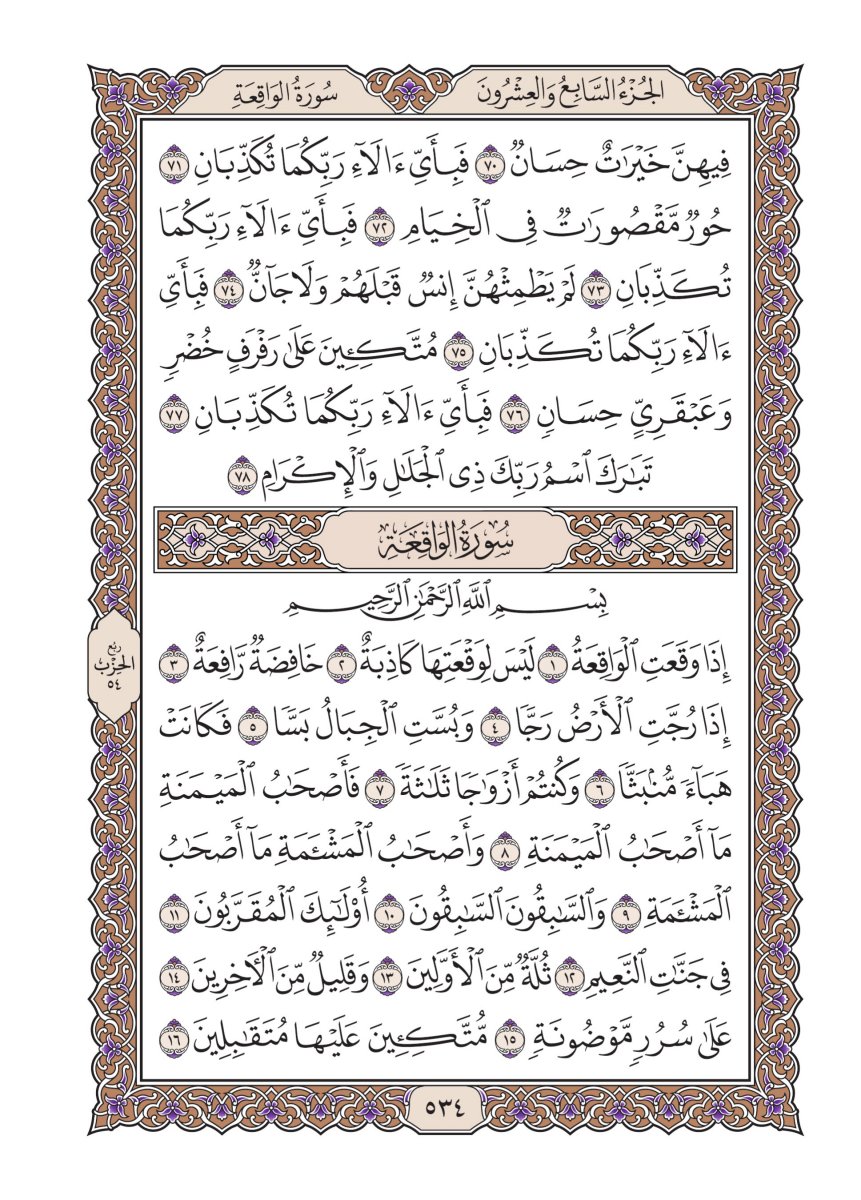 الجُزْءُ السَّابِعُ وَالعِشْرُونَ سُورَةُ الوَاقِعَةِ
فِيهِنَّ خَيْرَٰتٌ حِسَانٞ ٧٠ فَبِأَيِّ ءَالَآءِ رَبِّكُمَا تُكَذِّبَانِ ٧١
حُورٞ مَّقْصُورَٰتٞ فِي ٱلۡخِيَامِ ٧٢ فَبِأَيِّ ءَالَآءِ رَبِّكُمَا
تُكَذِّبَانِ ٧٣ لَمۡ يَطۡمِثۡهُنَّ إِنسٞ قَبۡلَهُمۡ وَلَا جَآنّٞ ٧٤ فَبِأَيِّ
ءَالَآءِ رَبِّكُمَا تُكَذِّبَانِ ٧٥ مُتَّكِـِٔينَ عَلَىٰ رَفۡرَفٍ خُضۡرٖ
وَعَبۡقَرِيٍّ حِسَانٖ ٧٦ فَبِأَيِّ ءَالَآءِ رَبِّكُمَا تُكَذِّبَانِ ٧٧
تَبَٰرَكَ ٱسۡمُ رَبِّكَ ذِي ٱلۡجَلَٰلِ وَٱلۡإِكۡرَامِ ٧٨
سُورَةُ الوَاقِعَةِ
بِسۡمِ ٱللَّهِ ٱلرَّحۡمَٰنِ ٱلرَّحِيمِ
إِذَا وَقَعَتِ ٱلۡوَاقِعَةُ ١ لَيۡسَ لِوَقۡعَتِهَا كَاذِبَةٌ ٢ خَافِضَةٞ رَّافِعَةٌ ٣
إِذَا رُجَّتِ ٱلۡأَرۡضُ رَجّٗا ٤ وَبُسَّتِ ٱلۡجِبَالُ بَسّٗا ٥ فَكَانَتۡ
هَبَآءٗ مُّنۢبَثّٗا ٦ وَكُنتُمۡ أَزۡوَٰجٗا ثَلَٰثَةٗ ٧ فَأَصۡحَٰبُ ٱلۡمَيۡمَنَةِ
مَآ أَصۡحَٰبُ ٱلۡمَيۡمَنَةِ ٨ وَأَصۡحَٰبُ ٱلۡمَشۡـَٔمَةِ مَآ أَصۡحَٰبُ
ٱلۡمَشۡـَٔمَةِ ٩ وَٱلسَّٰبِقُونَ ٱلسَّٰبِقُونَ ١٠ أُوْلَٰٓئِكَ ٱلۡمُقَرَّبُونَ ١١
فِي جَنَّٰتِ ٱلنَّعِيمِ ١٢ ثُلَّةٞ مِّنَ ٱلۡأَوَّلِينَ ١٣ وَقَلِيلٞ مِّنَ ٱلۡأٓخِرِينَ ١٤
عَلَىٰ سُرُرٖ مَّوۡضُونَةٖ ١٥ مُّتَّكِـِٔينَ عَلَيۡهَا مُتَقَٰبِلِينَ ١٦
رُبع
الحِزْب
٥٤
٥٣٤